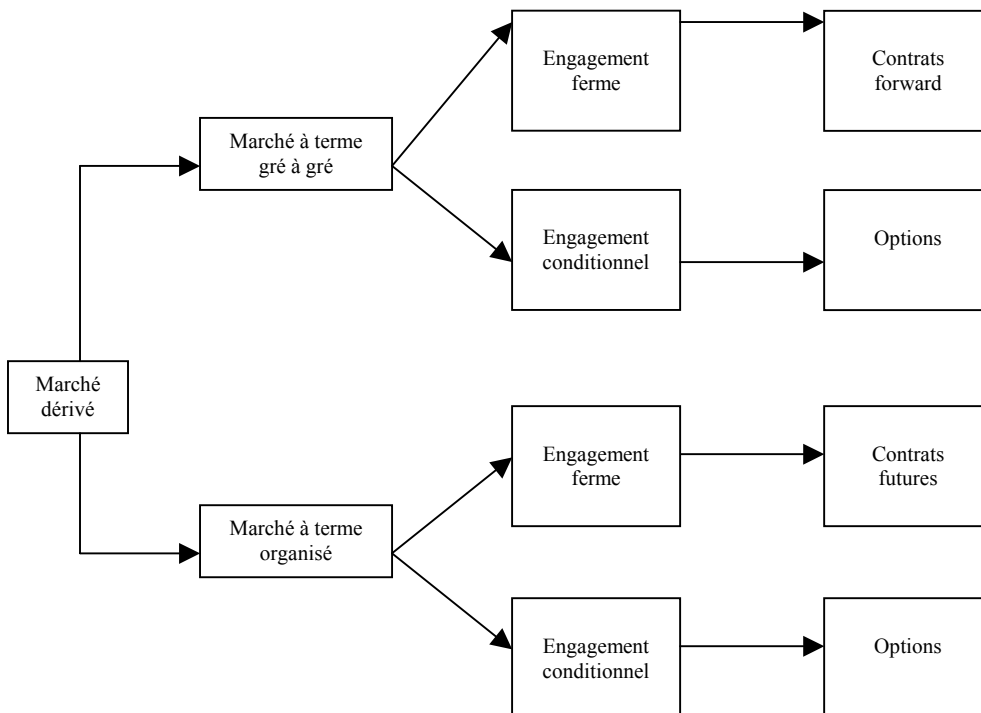 Engagement
ferme
Contrats
forward
Marché à terme
gré à gré
Engagement
conditionnel
Options
Marché
dérivé
Engagement
ferme
Contrats
futures
Marché à terme
organisé
Engagement
conditionnel
Options